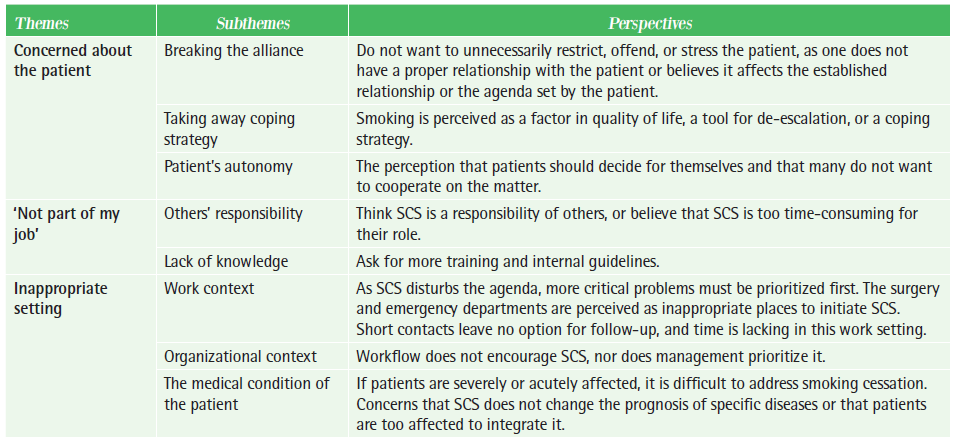 Themes Subthemes Perspectives
Concerned about the patient
Breaking the alliance
Do not want to unnecessarily restrict, offend, or stress the patient, as one does not
have a proper relationship with the patient or believes it affects the established
relationship or the agenda set by the patient.
Taking away coping
strategy
Smoking is perceived as a factor in quality of life, a tool for de-escalation, or a coping
strategy.
Patient's autonomy
The perception that patients should decide for themselves and that many do not want
to cooperate on the matter.
‘Not part of my
job’
Others' responsibility
Think SCS is a responsibility of others, or believe that SCS is too time-consuming for
their role.
Lack of knowledge
Ask for more training and internal guidelines.
Inappropriate
setting
Work context
As SCS disturbs the agenda, more critical problems must be prioritized first. The surgery
and emergency departments are perceived as inappropriate places to initiate SCS.
Short contacts leave no option for follow-up, and time is lacking in this work setting.
Organizational context
Workflow does not encourage SCS, nor does management prioritize it.
The medical condition of
the patient
If patients are severely or acutely affected, it is difficult to address smoking cessation.
Concerns that SCS does not change the prognosis of specific diseases or that patients
are too affected to integrate it.